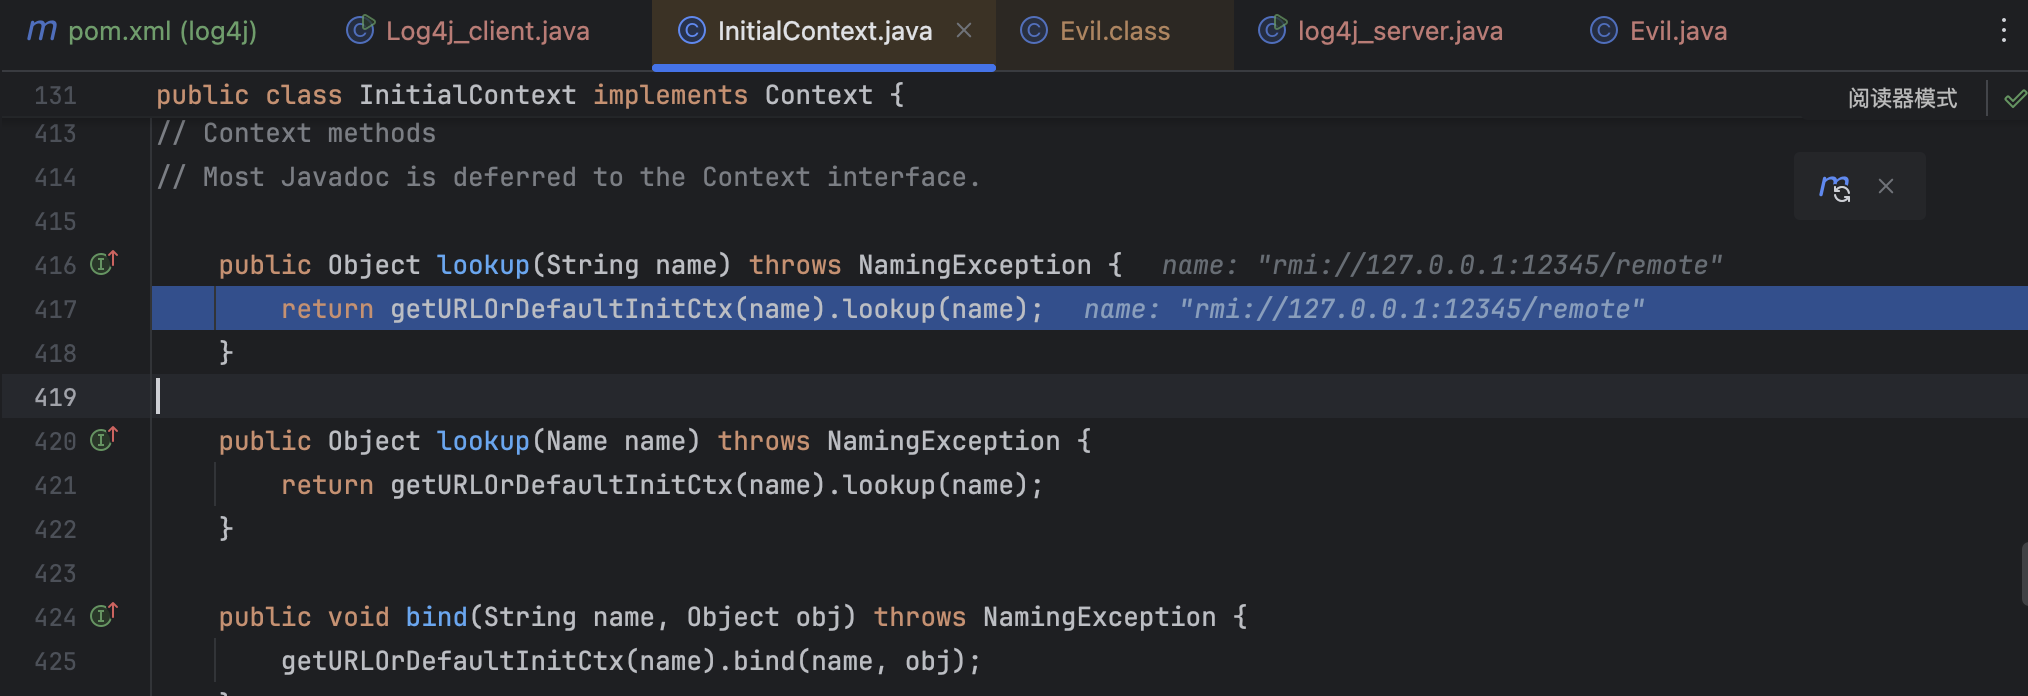 m pom.xml (log4j) Log4j_client.java InitialContext.java Evil.class log4j_server.java Evil.java
131 public class InitialContext implements Context { 阅读器模式
413 // Context methods
414 // Most Javadoc is deferred to the Context interface.
415
416 public Object lookup(String name) throws NamingException { name: "rmi://127.0.0.1:12345/remote"
417 return getURLOrDefaultInitCtx(name).lookup(name); name: "rmi://127.0.0.1:12345/remote"
418 }
419
420 public Object lookup(Name name) throws NamingException {
421 return getURLOrDefaultInitCtx(name).lookup(name);
422 }
423
424 public void bind(String name, Object obj) throws NamingException {
425 getURLOrDefaultInitCtx(name).bind(name, obj);